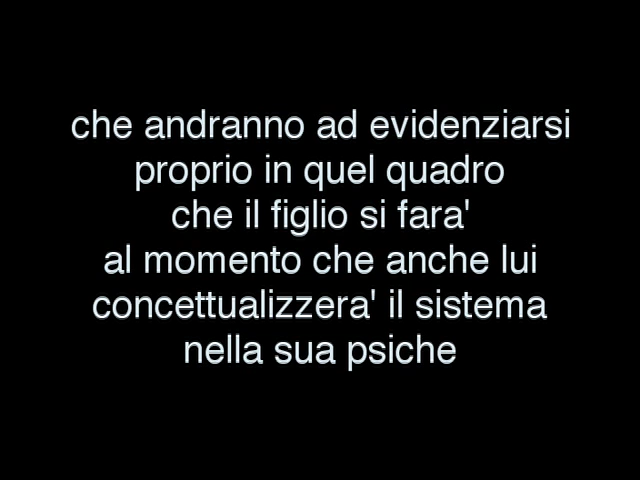 che andranno ad evidenziarsi
proprio in quel quadro
che il figlio si fara'
al momento che anche lui
concettualizzera' il sistema
nella sua psiche